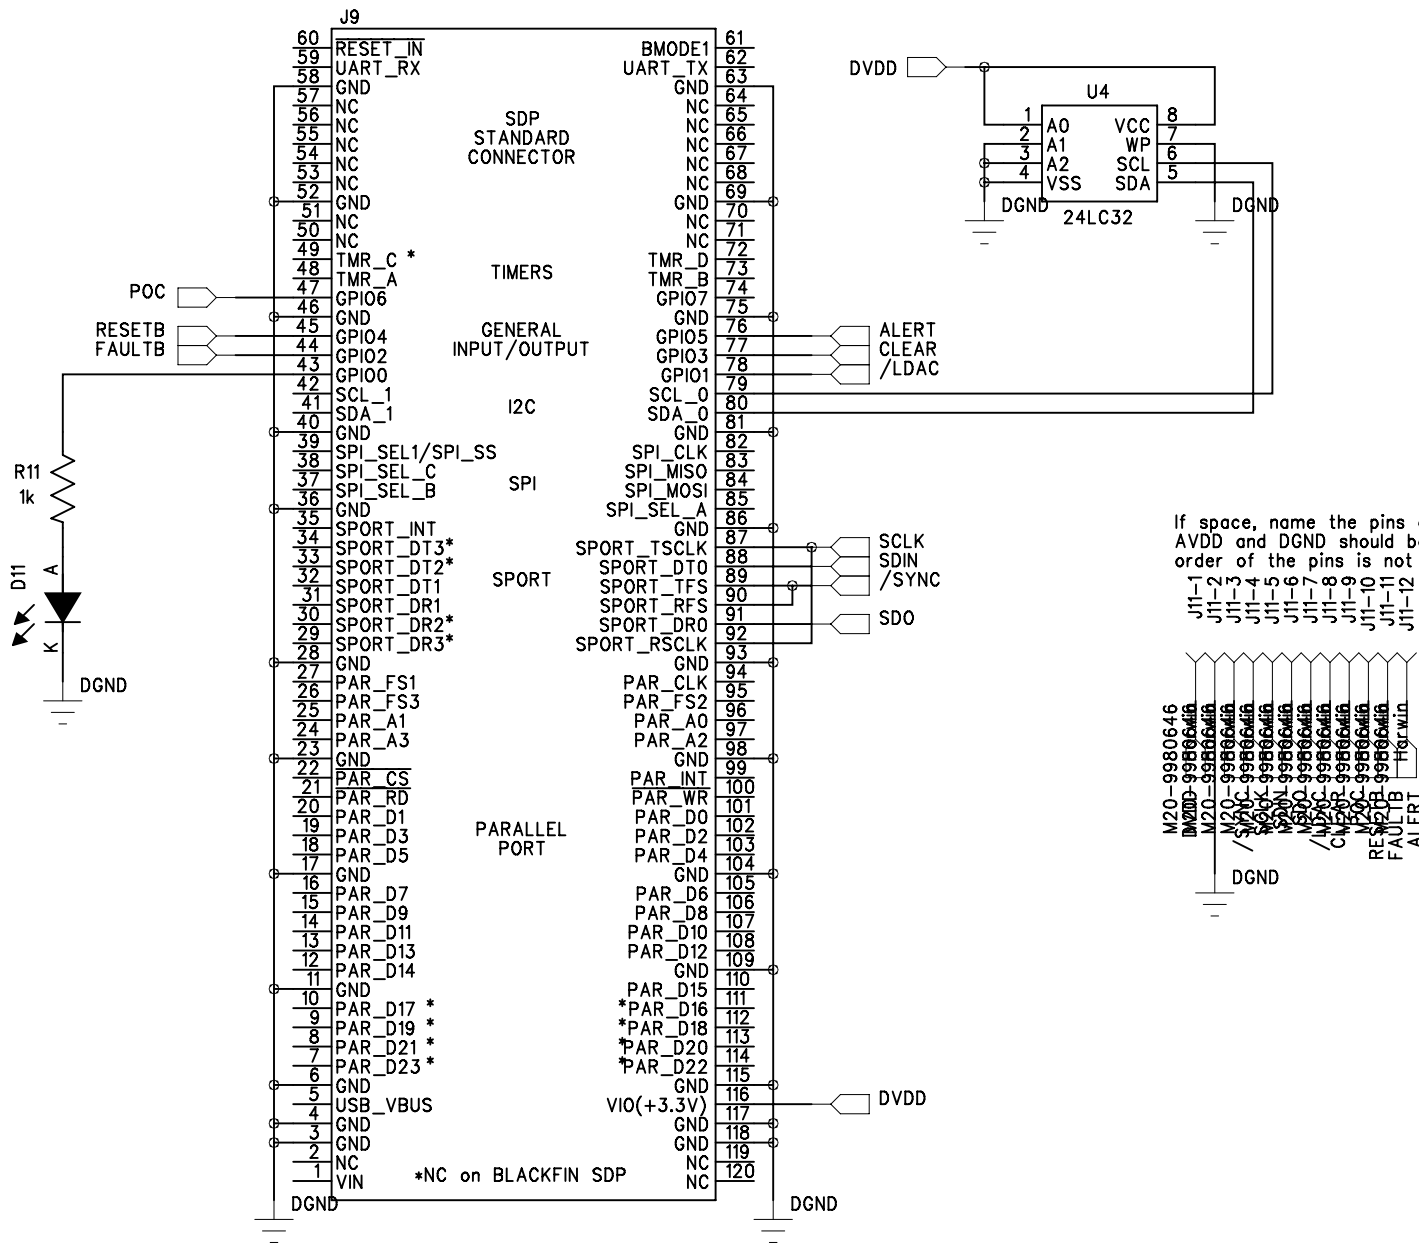 J9
60 RESET_IN BMODE1 61
59 UART_RX UART_TX 62
58 GND GND 63
57 NC NC 64
56 NC NC 65
55 NC NC 66
54 NC NC 67
53 NC NC 68
52 GND GND 69
51 NC NC 70
50 NC NC 71
49 TMR_C * TMR_D 72
48 TMR_A TMR_B 73
47 GPIO6 GPIO7 74
46 GND GND 75
45 GPIO4 GPIO5 76
44 GPIO2 GPIO3 77
43 GPIO0 GPIO1 78
42 SCL_1 SCL_0 79
41 SDA_1 SDA_0 80
40 GND GND 81
39 SPI_SEL1/SPI_SS SPI_CLK 82
38 SPI_SEL_C SPI_MISO 83
37 SPI_SEL_B SPI_MOSI 84
36 GND SPI_SEL_A 85
35 SPORT_INT GND 86
34 SPORT_DT3* SPORT_TSCLK 87
33 SPORT_DT2* SPORT_DT0 88
32 SPORT_DT1 SPORT_TFS 89
31 SPORT_DR1 SPORT_RFS 90
30 SPORT_DR2* SPORT_DR0 91
29 SPORT_DR3* SPORT_RSCLK 92
28 GND GND 93
27 PAR_FS1 PAR_CLK 94
26 PAR_FS3 PAR_FS2 95
25 PAR_A1 PAR_A0 96
24 PAR_A3 PAR_A2 97
23 GND GND 98
22 PAR_CS PAR_INT 99
21 PAR_RD PAR_WR 100
20 PAR_D1 PAR_D0 101
19 PAR_D3 PAR_D2 102
18 PAR_D5 PAR_D4 103
17 GND GND 104
16 PAR_D7 PAR_D6 105
15 PAR_D9 PAR_D8 106
14 PAR_D11 PAR_D10 107
13 PAR_D13 PAR_D12 108
12 PAR_D14 GND 109
11 GND PAR_D15 110
10 PAR_D17 * *PAR_D16 111
9 PAR_D19 * *PAR_D18 112
8 PAR_D21 * *PAR_D20 113
7 PAR_D23 * *PAR_D22 114
6 GND GND 115
5 USB_VBUS VIO(+3.3V) 116
4 GND GND 117
3 GND GND 118
2 NC NC 119
1 VIN NC 120
SDP
STANDARD
CONNECTOR
TIMERS
GENERAL
INPUT/OUTPUT
I2C
SPI
SPORT
PARALLEL
PORT
*NC on BLACKFIN SDP
DGND
DGND
POC
RESETB
FAULTB
R11
1k
D11
A
K
DGND
ALERT
CLEAR
/LDAC
SCLK
SDIN
/SYNC
SDO
DVDD
DVDD
U4
1 A0 VCC 8
2 A1 WP 7
3 A2 SCL 6
4 VSS SDA 5
24LC32
DGND
DGND
If space, name the pins
AVDD and DGND should
order of the pins is not
J11-1
J11-2
J11-3
J11-4
J11-5
J11-6
J11-7
J11-8
J11-9
J11-10
J11-11
J11-12
M20-9980646
Harwin
RESETB
FAULTB
ALERT
DGND